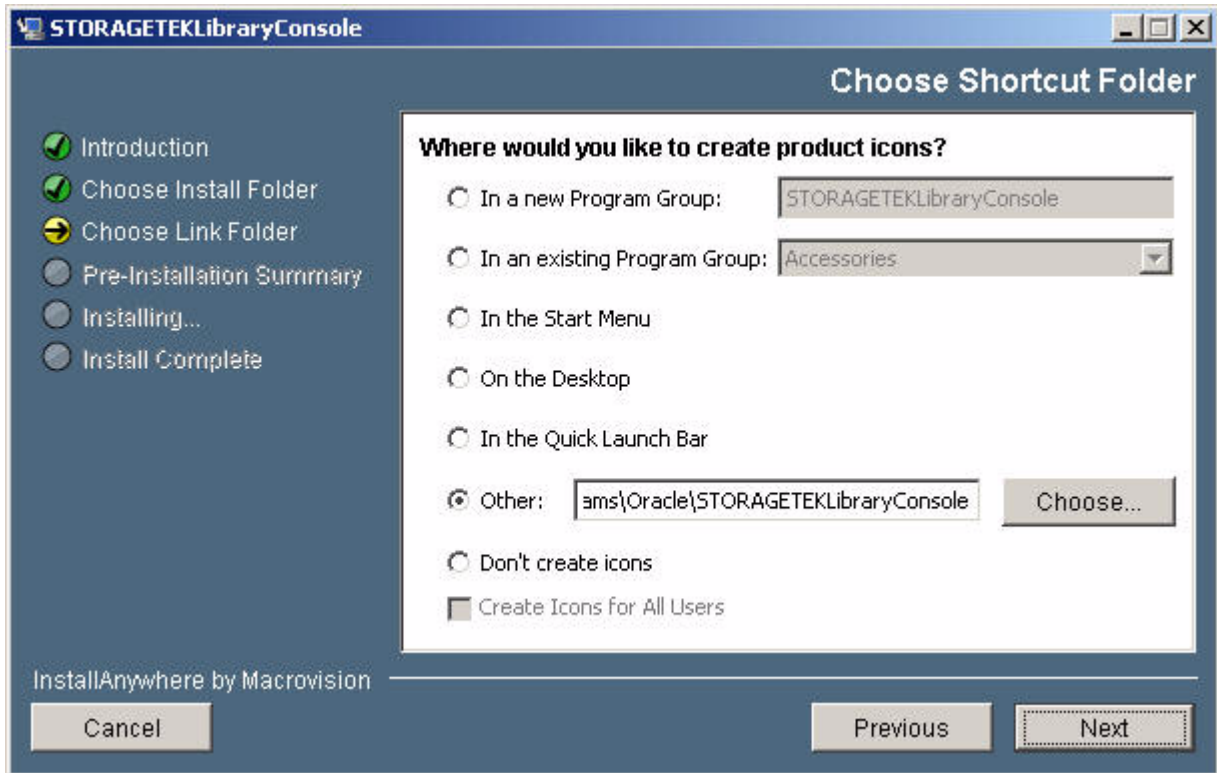 STORAGETEKLibraryConsole
Choose Shortcut Folder
Introduction
Choose Install Folder
Choose Link Folder
Pre-Installation Summary
Installing...
Install Complete
Where would you like to create product icons?
In a new Program Group: STORAGETEKLibraryConsole
In an existing Program Group: Accessories
In the Start Menu
On the Desktop
In the Quick Launch Bar
Other: ams\Oracle\STORAGETEKLibraryConsole Choose...
Don't create icons
Create Icons for All Users
InstallAnywhere by Macrovision
Cancel Previous Next